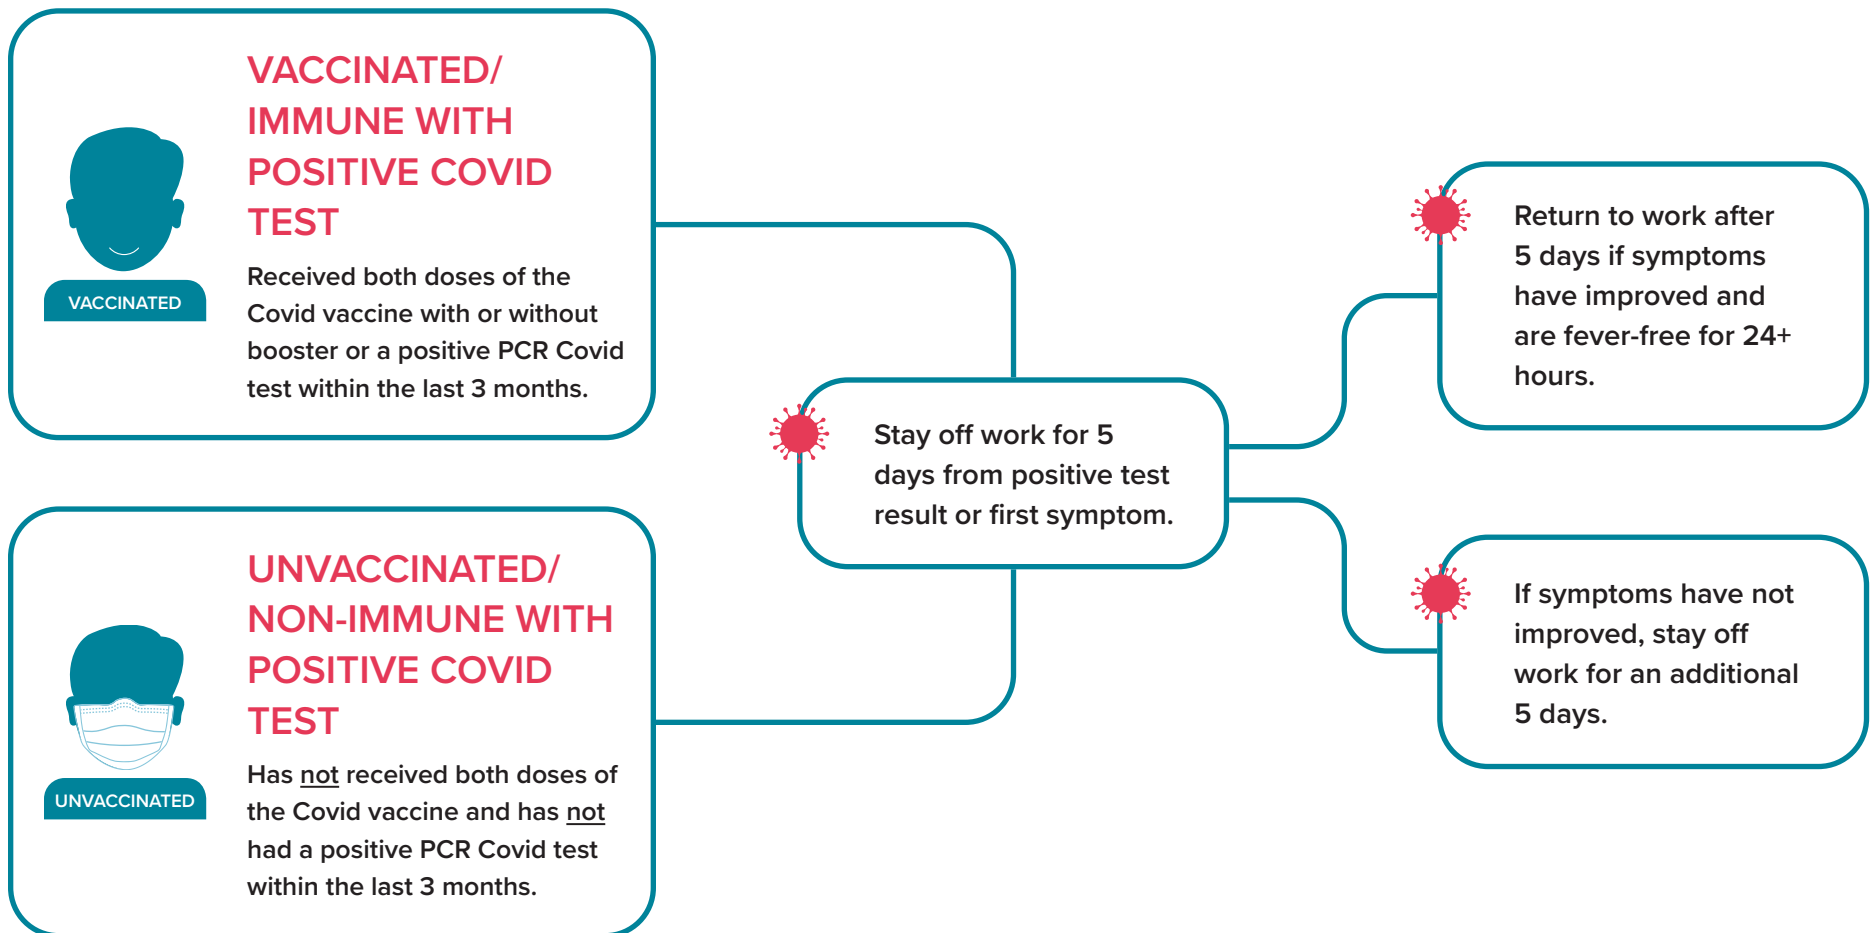 VACCINATED/
IMMUNE WITH
POSITIVE COVID
TEST
Received both doses of the
Covid vaccine with or without
booster or a positive PCR Covid
test within the last 3 months.
VACCINATED
UNVACCINATED/
NON-IMMUNE WITH
POSITIVE COVID
TEST
Has not received both doses of
the Covid vaccine and has not
had a positive PCR Covid test
within the last 3 months.
UNVACCINATED
Stay off work for 5
days from positive test
result or first symptom.
Return to work after
5 days if symptoms
have improved and
are fever-free for 24+
hours.
If symptoms have not
improved, stay off
work for an additional
5 days.